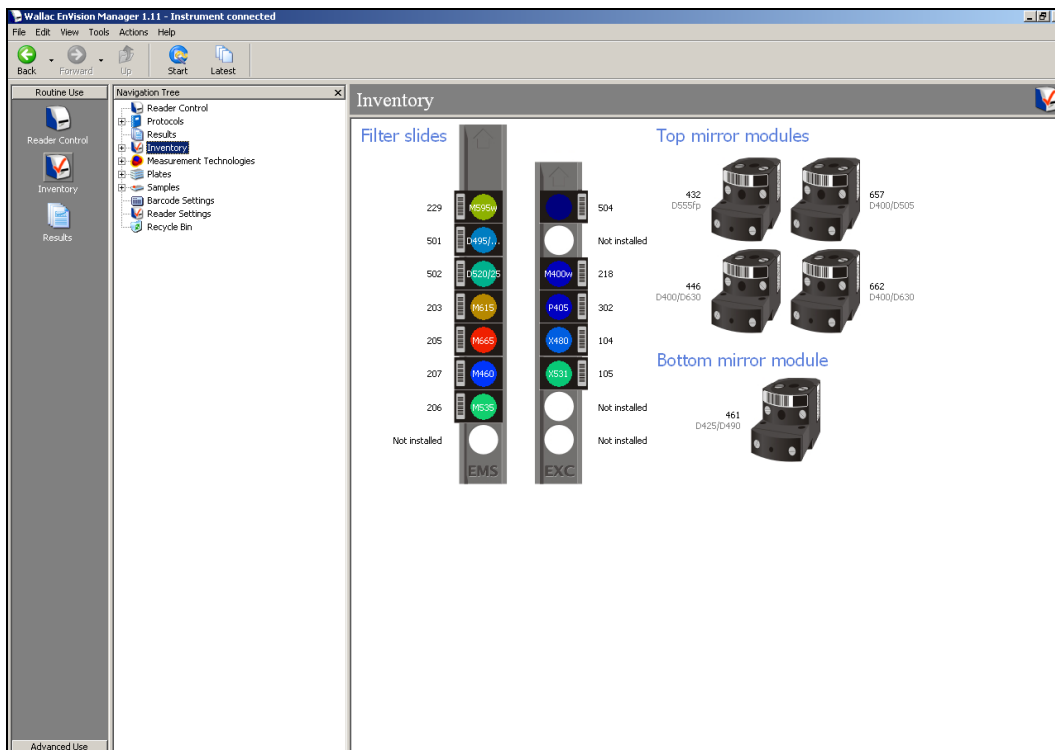 Wallac EnVision Manager 1.11 - Instrument connected
File Edit View Tools Actions Help
Back Forward Up Start Latest
Routine Use
Reader Control
Inventory
Results
Advanced Use
Navigation Tree
Reader Control
Protocols
Results
Inventory
Measurement Technologies
Plates
Samples
Barcode Settings
Reader Settings
Recycle Bin
Inventory
Filter slides
229 M595w
501 D495/...
502 D520/25
203 M615
205 M665
207 M460
206 M535
Not installed
EMS
504
Not installed
M400w 218
P405 302
X480 104
X531 105
Not installed
Not installed
EXC
Top mirror modules
432
D555fp
657
D400/D505
446
D400/D630
662
D400/D630
Bottom mirror module
461
D425/D490